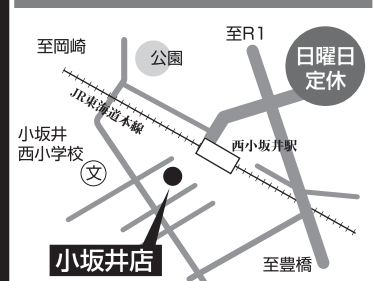 至岡崎
公園
至R1
日曜日
定休
JR東海道本線
小坂井
西小学校
文
西小坂井駅
小坂井店
至豊橋